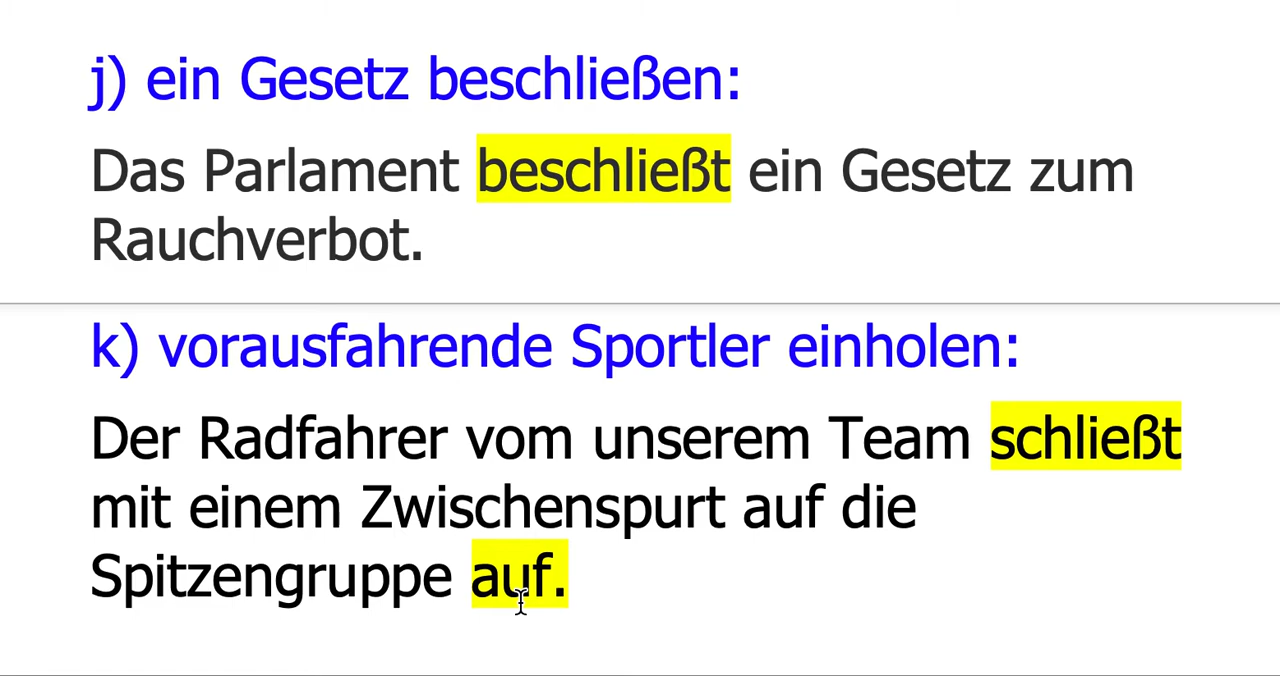 j) ein Gesetz beschließen:
Das Parlament beschließt ein Gesetz zum
Rauchverbot.
k) vorausfahrende Sportler einholen:
Der Radfahrer vom unserem Team schließt
mit einem Zwischenspurt auf die
Spitzengruppe auf.